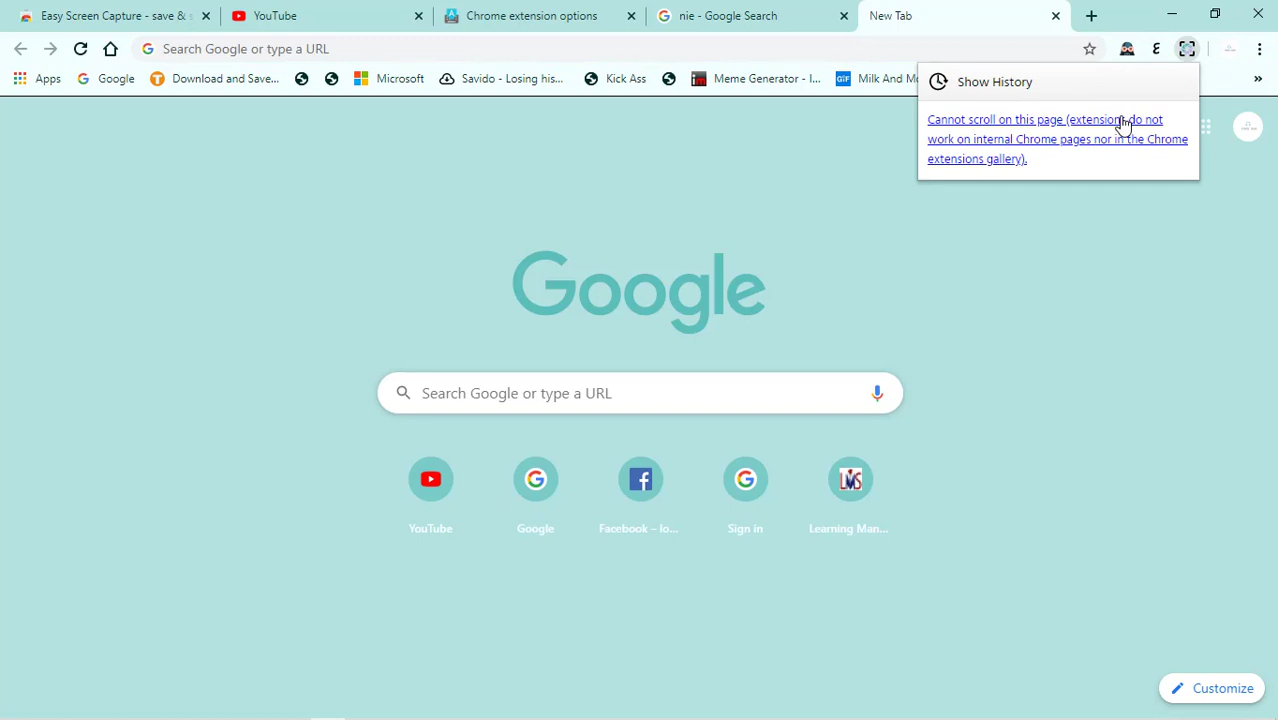 Easy Screen Capture - save & s
YouTube
Chrome extension options
nie - Google Search
New Tab
Search Google or type a URL
Apps
Google
Download and Save...
Microsoft
Savido - Losing his...
Kick Ass
Meme Generator - I...
GIF
Milk And Mo
»
Show History
Cannot scroll on this page (extension do not
work on internal Chrome pages nor in the Chrome
extensions gallery).
Google
Search Google or type a URL
YouTube
Google
Facebook – lo...
Sign in
Learning Man...
Customize